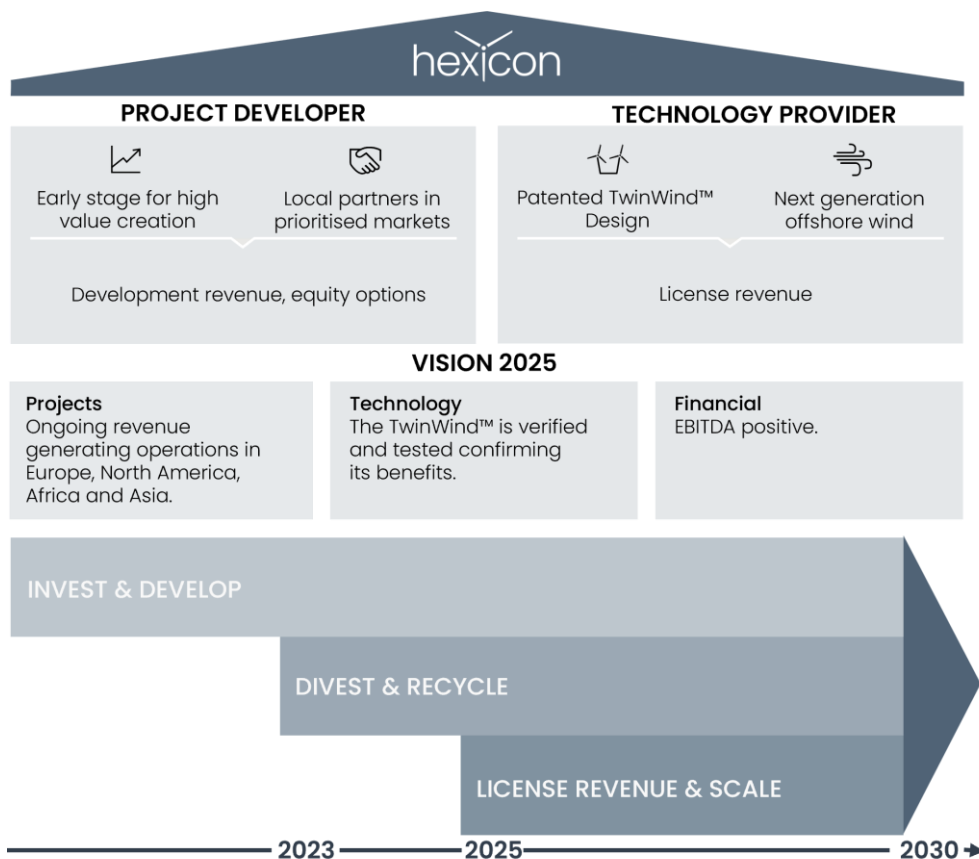 hexicon
PROJECT DEVELOPER
Early stage for high
value creation
Local partners in
prioritised markets
Development revenue, equity options
TECHNOLOGY PROVIDER
Patented TwinWind™
Design
Next generation
offshore wind
License revenue
VISION 2025
Projects
Ongoing revenue
generating operations in
Europe, North America,
Africa and Asia.
Technology
The TwinWind™ is verified
and tested confirming
its benefits.
Financial
EBITDA positive.
INVEST & DEVELOP
DIVEST & RECYCLE
LICENSE REVENUE & SCALE
2023
2025
2030